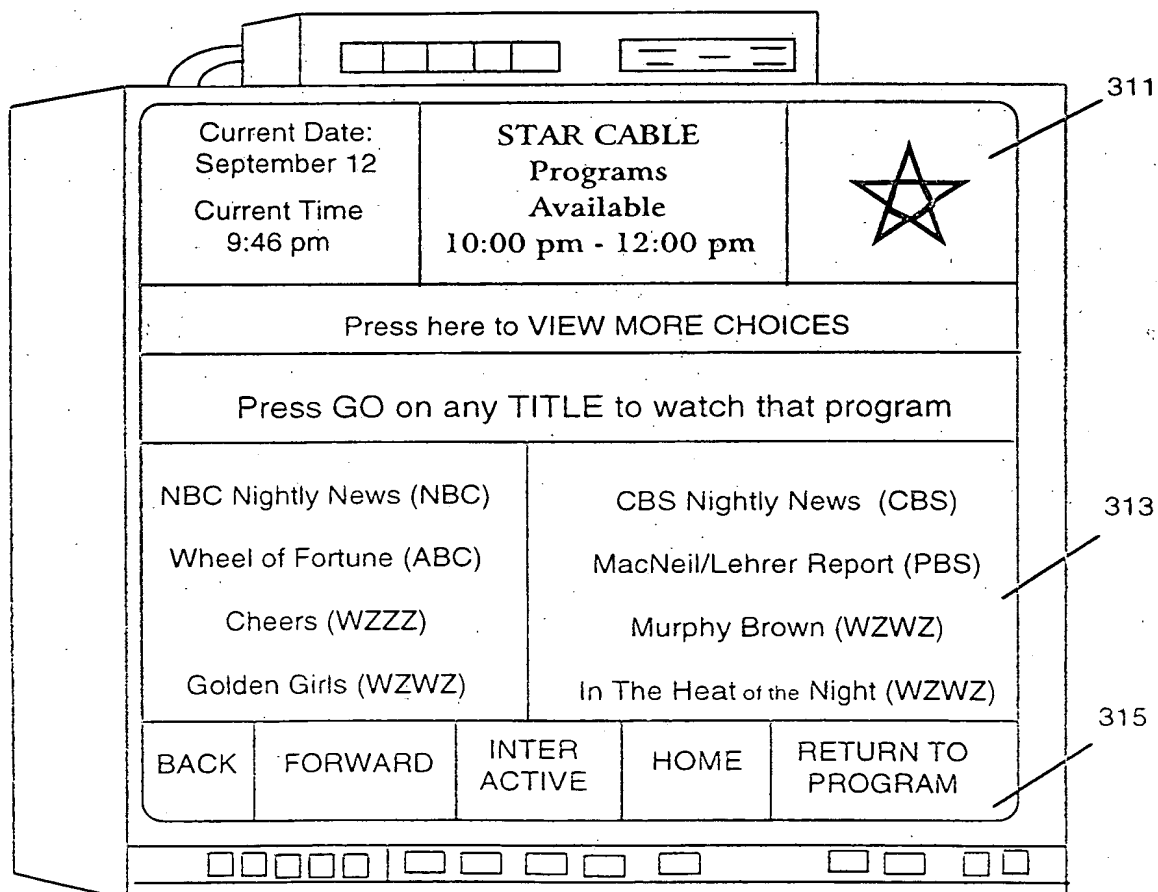 Current Date:
September 12
Current Time
9:46 pm
STAR CABLE
Programs
Available
10:00 pm - 12:00 pm
311
Press here to VIEW MORE CHOICES
Press GO on any TITLE to watch that program
NBC Nightly News (NBC)
Wheel of Fortune (ABC)
Cheers (WZZZ)
Golden Girls (WZWZ)
CBS Nightly News (CBS)
MacNeil/Lehrer Report (PBS)
Murphy Brown (WZWZ)
In The Heat of the Night (WZWZ)
313
BACK
FORWARD
INTER
ACTIVE
HOME
RETURN TO
PROGRAM
315